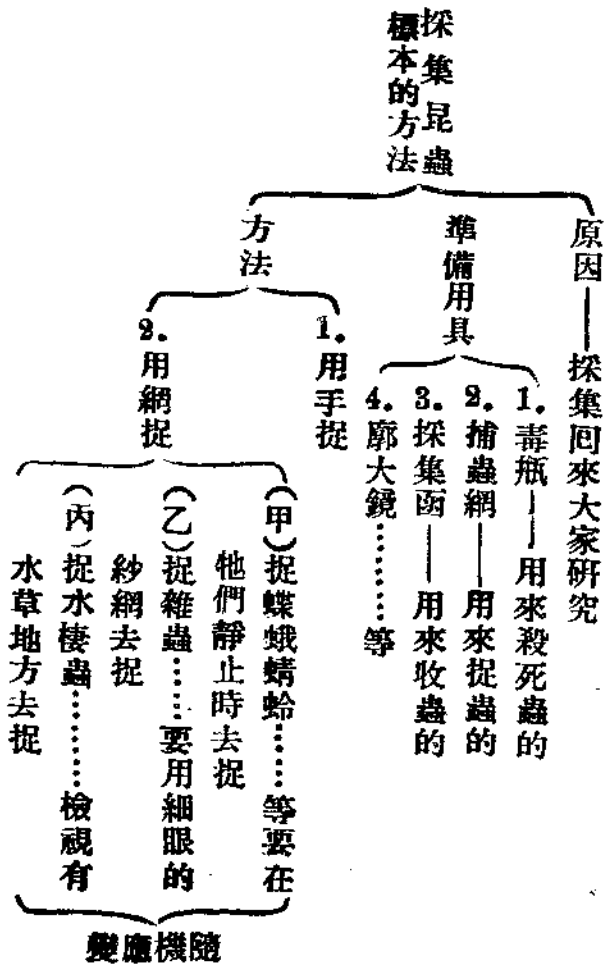 採集昆蟲
標本的方法
原因——採集回來大家研究
準備用具
1.毒瓶——用來殺死蟲的
2.捕蟲網——用來捉蟲的
3.採集函——用來收蟲的
4.廓大鏡………等
方法
1.用手捉
2.用網捉
(甲)捉蝶蛾蜻蛉………等要在
牠們靜止時去捉
(乙)捉雜蟲………要用細眼的
紗網去捉
(丙)捉水棲蟲………檢視有
水草地方去捉
隨機應變